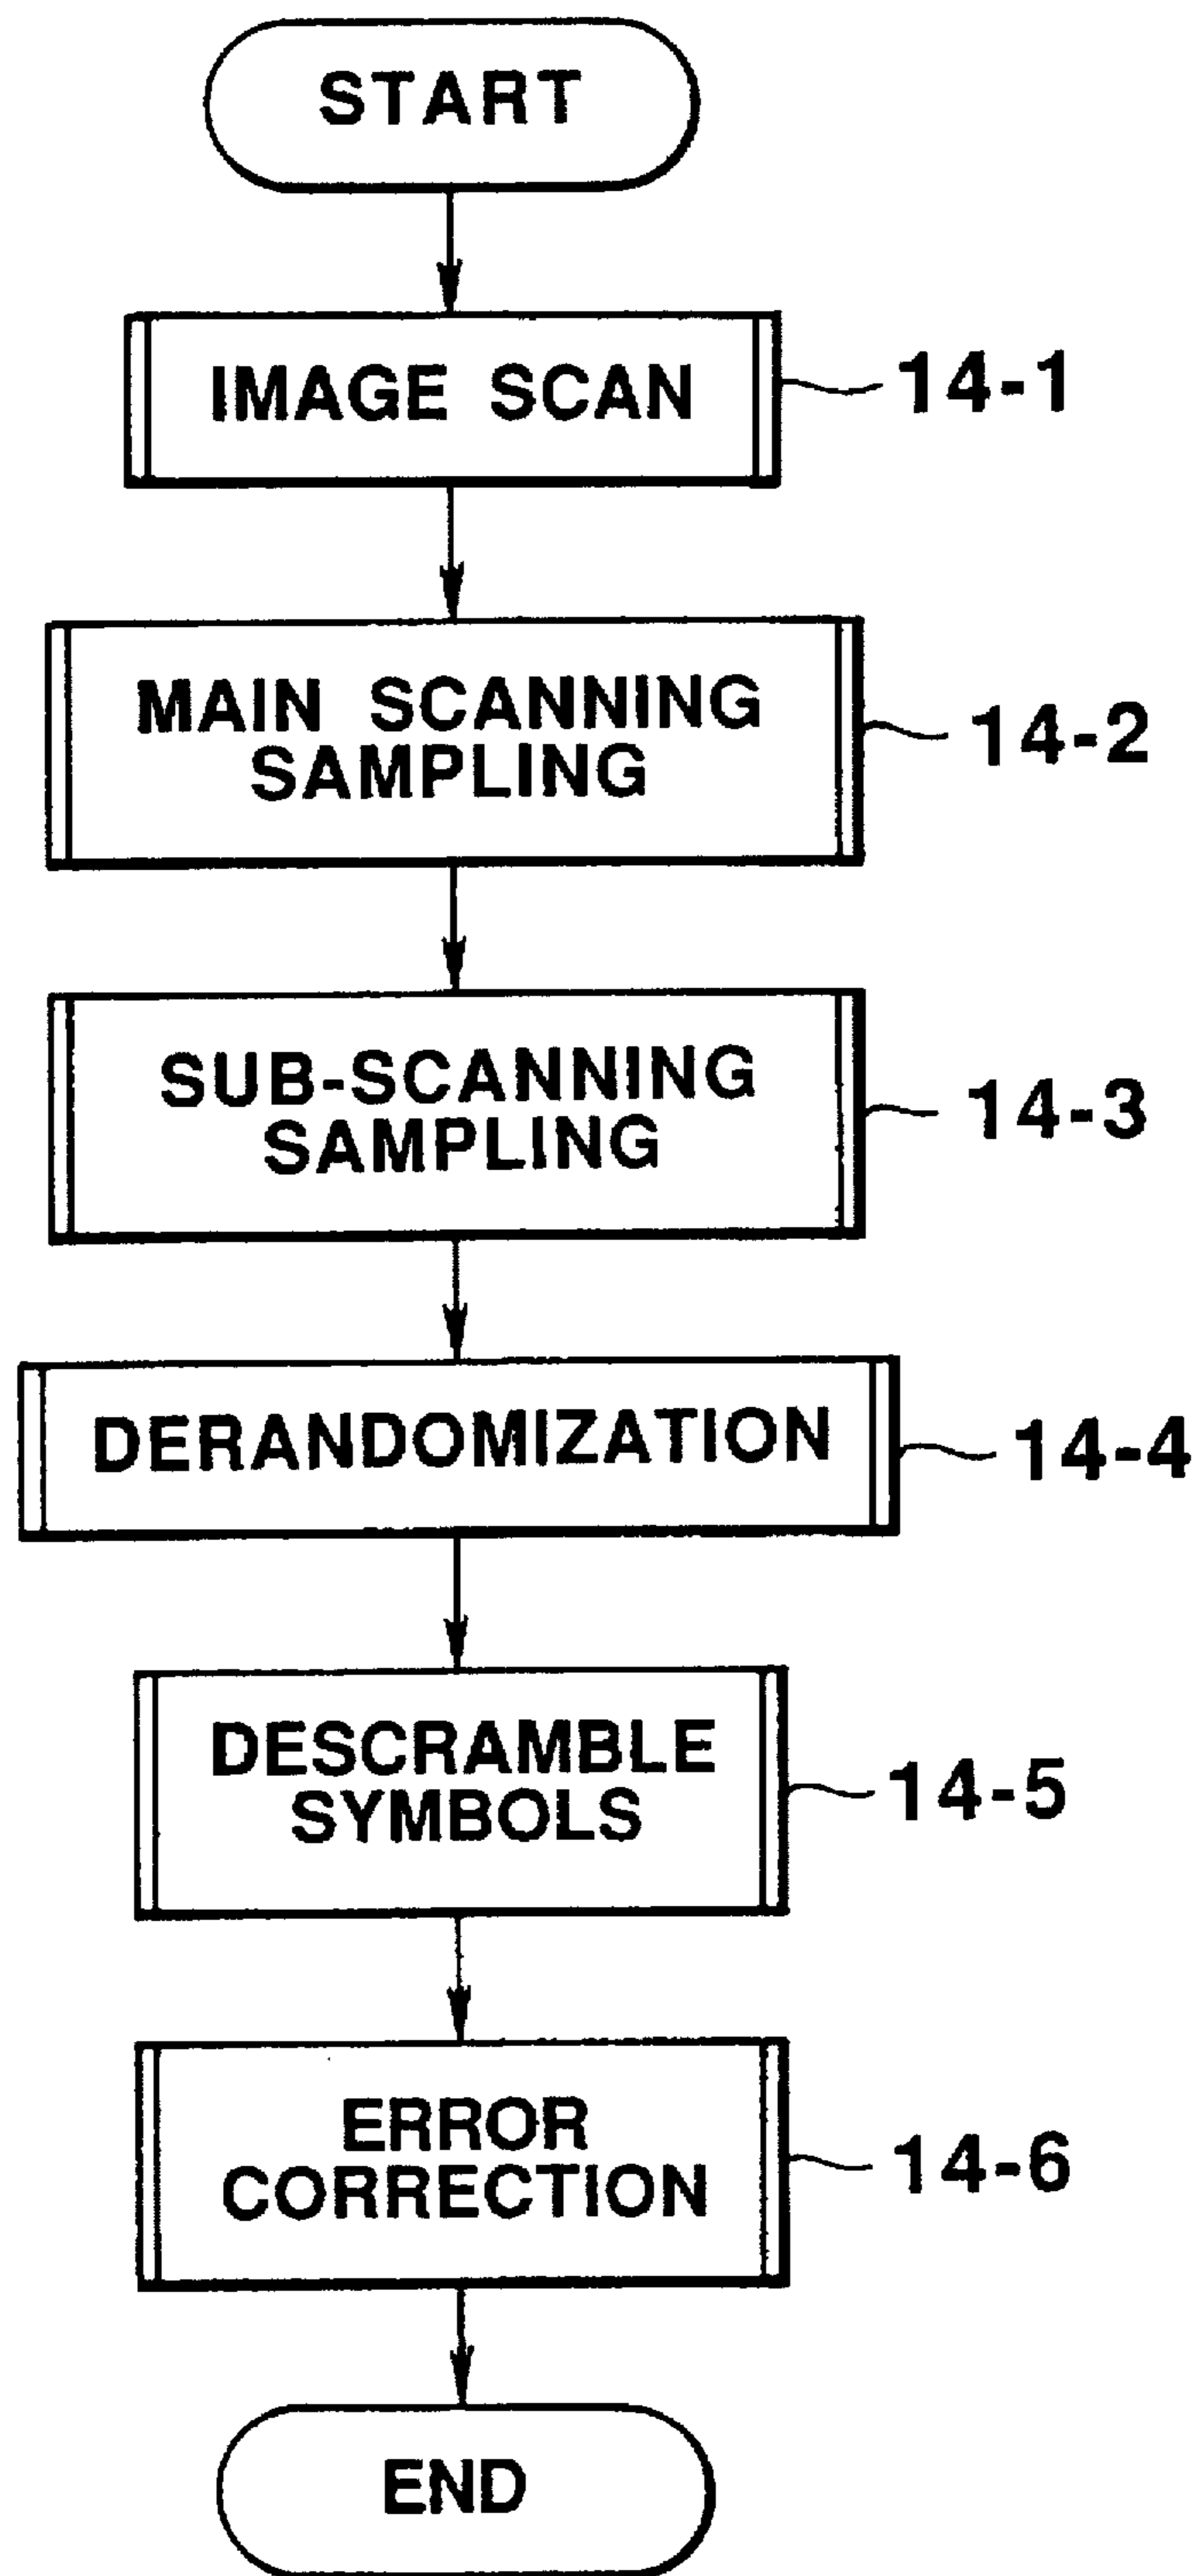 START
IMAGE SCAN
14-1
MAIN SCANNING
SAMPLING
14-2
SUB-SCANNING
SAMPLING
14-3
DERANDOMIZATION
14-4
DESCRAMBLE
SYMBOLS
14-5
ERROR
CORRECTION
14-6
END